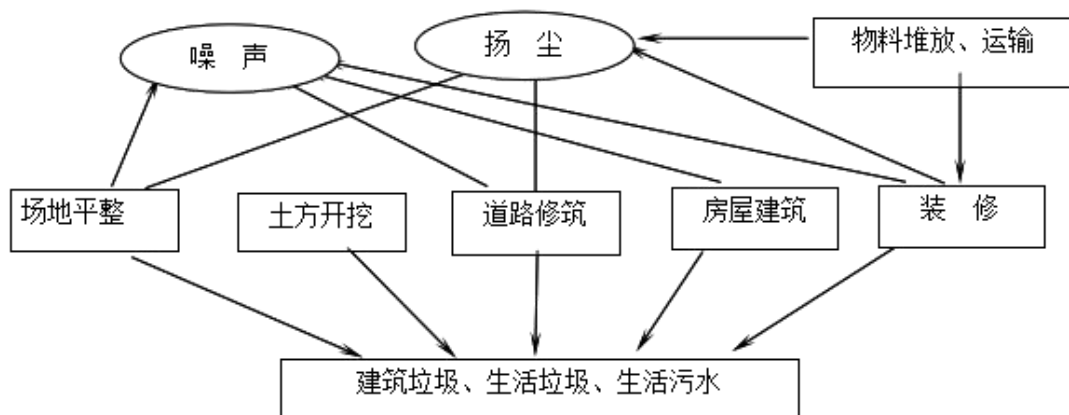 噪 声
扬 尘
物料堆放、运输
场地平整
土方开挖
道路修筑
房屋建筑
装 修
建筑垃圾、生活垃圾、生活污水